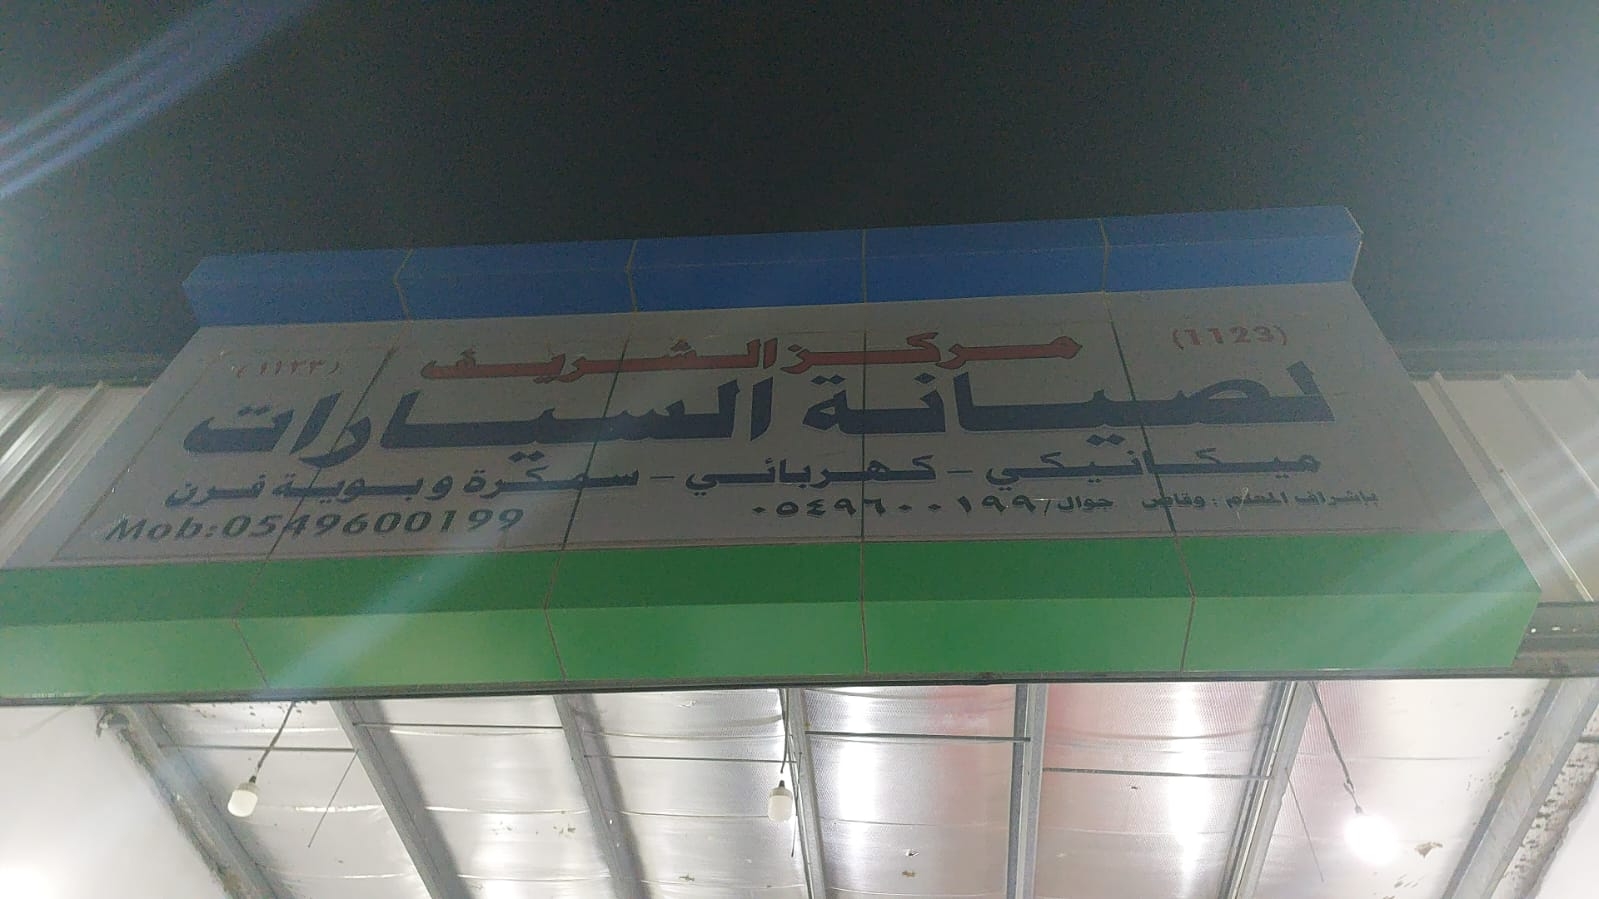 (1123)
مركز الشريف
(١١٢٣)
لصيانة السيارات
ميكانيكي - كهربائي - سمكرة وبوية فرن
بإشراف المعلم : وقاص جوال/ ٠٥٤٩٦٠٠١٩٩
Mob:0549600199